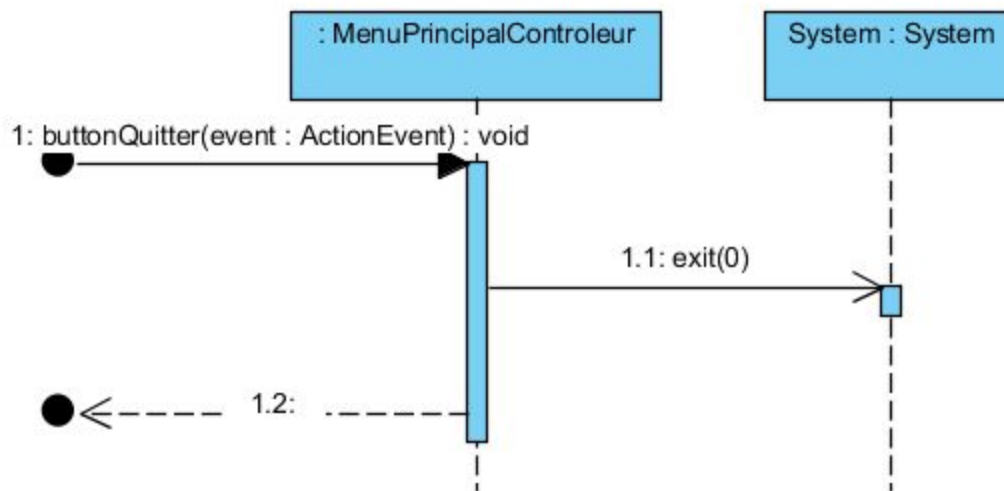 : MenuPrincipalControleur
System : System
1: buttonQuitter(event : ActionEvent) : void
1.1: exit(0)
1.2: